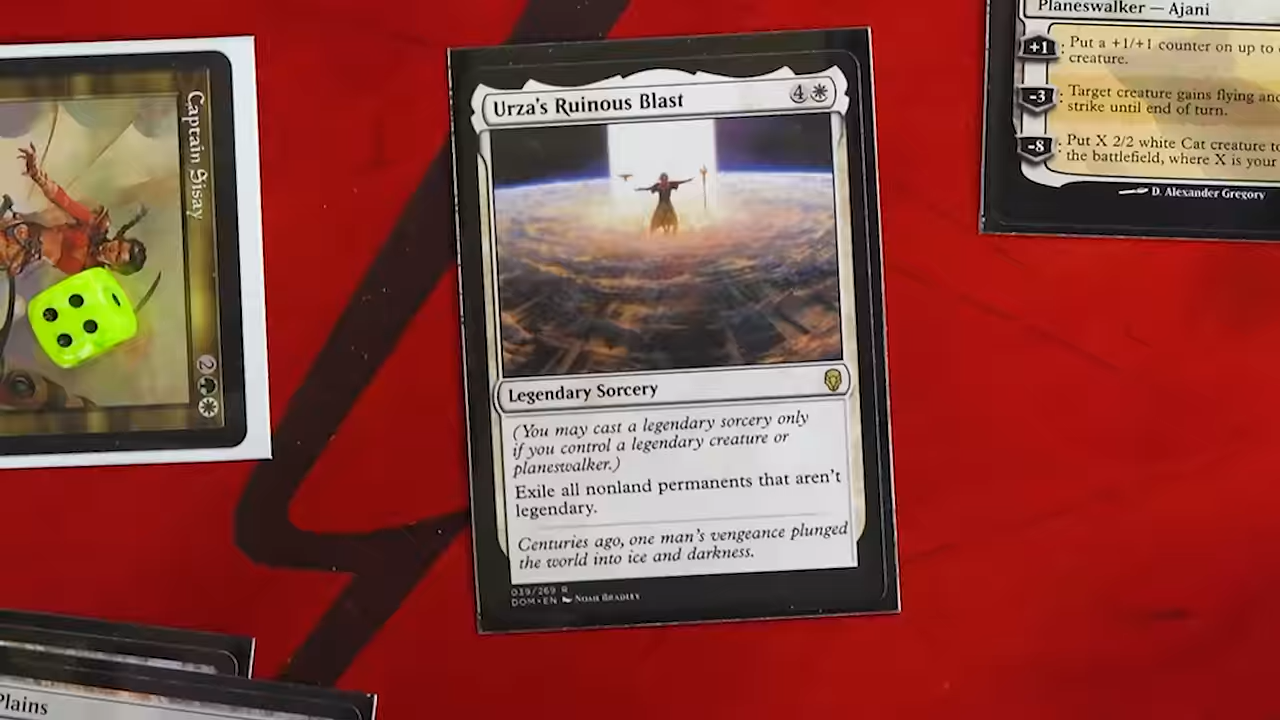 Captain Sisay
2
Urza's Ruinous Blast
4
Legendary Sorcery
(You may cast a legendary sorcery only
if you control a legendary creature or
planeswalker.)
Exile all nonland permanents that aren't
legendary.
Centuries ago, one man's vengeance plunged
the world into ice and darkness.
039/269 R
DOM • EN Noah Bradley
Planeswalker — Ajani
+1: Put a +1/+1 counter on up to
creature.
-3: Target creature gains flying and
strike until end of turn.
-8: Put X 2/2 white Cat creature
the battlefield, where X is your
D. Alexander Gregory
Plains